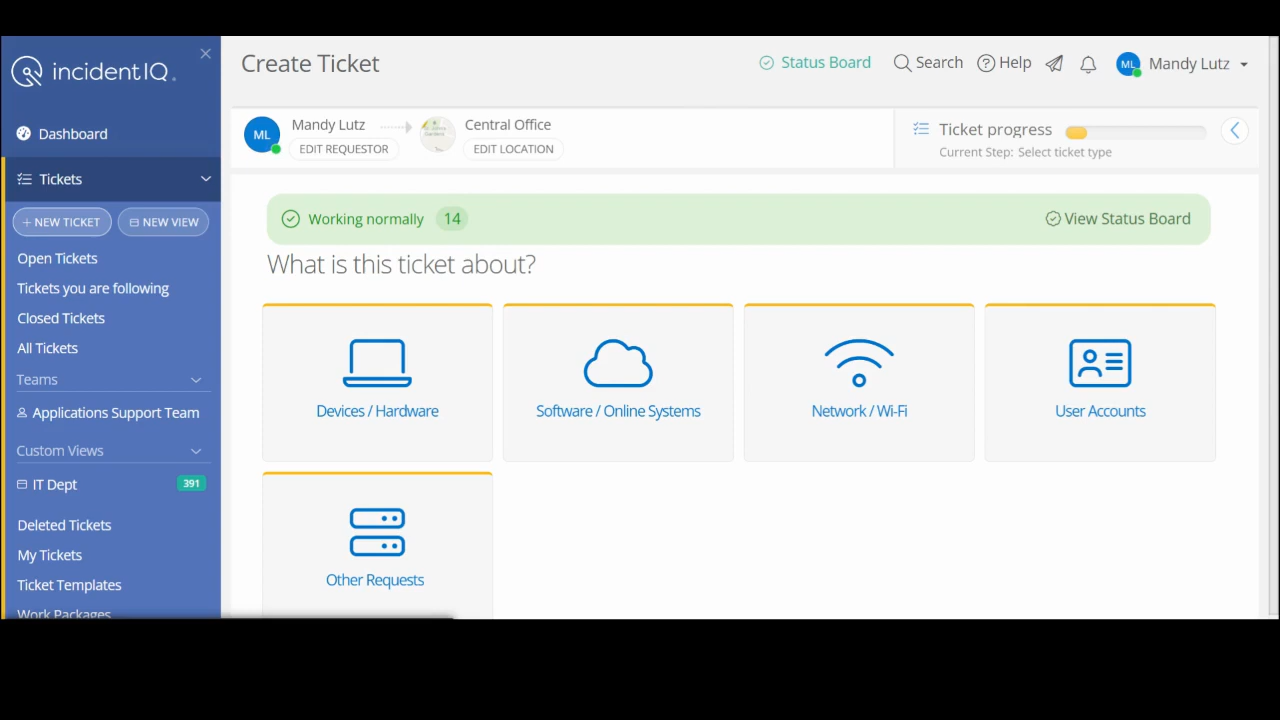 incidentIQ.
Dashboard
Tickets
+ NEW TICKET
NEW VIEW
Open Tickets
Tickets you are following
Closed Tickets
All Tickets
Teams
Applications Support Team
Custom Views
IT Dept 391
Deleted Tickets
My Tickets
Ticket Templates
Work Packages
Create Ticket
Status Board
Search
Help
ML
Mandy Lutz
ML
Mandy Lutz
EDIT REQUESTOR
Central Office
EDIT LOCATION
Ticket progress
Current Step: Select ticket type
Working normally 14
View Status Board
What is this ticket about?
Devices / Hardware
Software / Online Systems
Network / Wi-Fi
User Accounts
Other Requests